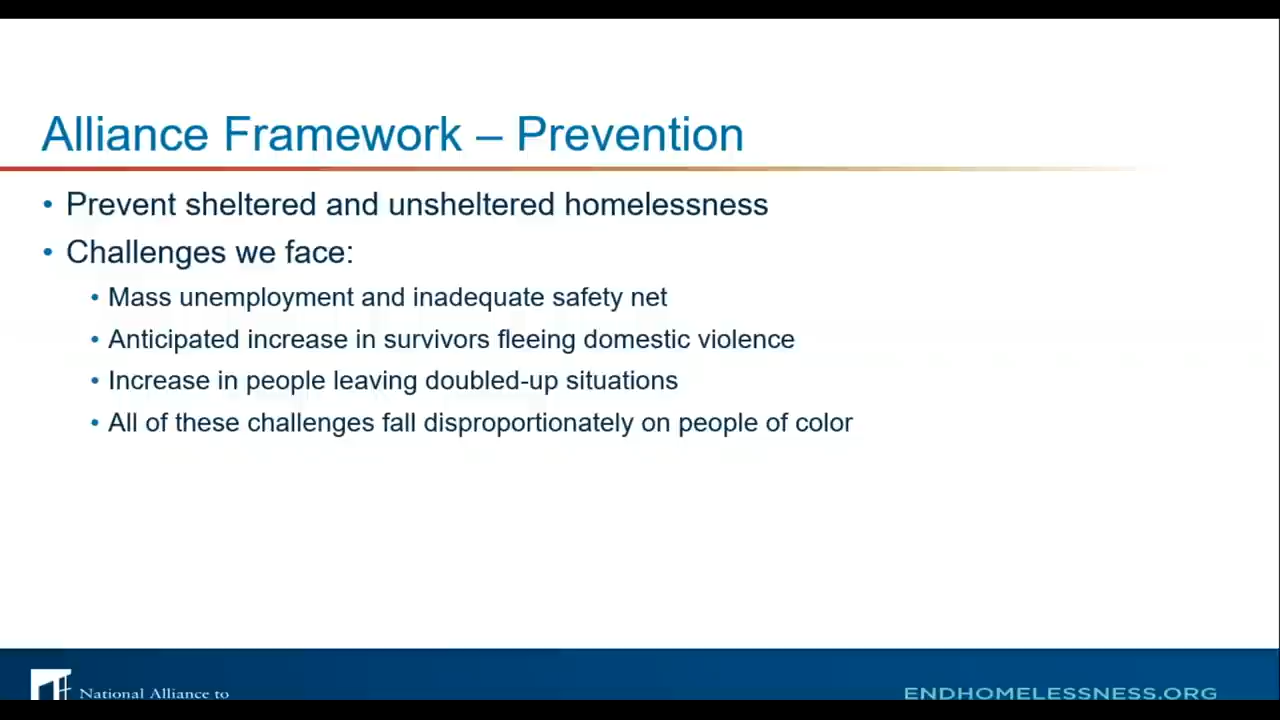 Alliance Framework – Prevention
• Prevent sheltered and unsheltered homelessness
• Challenges we face:
• Mass unemployment and inadequate safety net
• Anticipated increase in survivors fleeing domestic violence
• Increase in people leaving doubled-up situations
• All of these challenges fall disproportionately on people of color
National Alliance to
ENDHOMELESSNESS.ORG